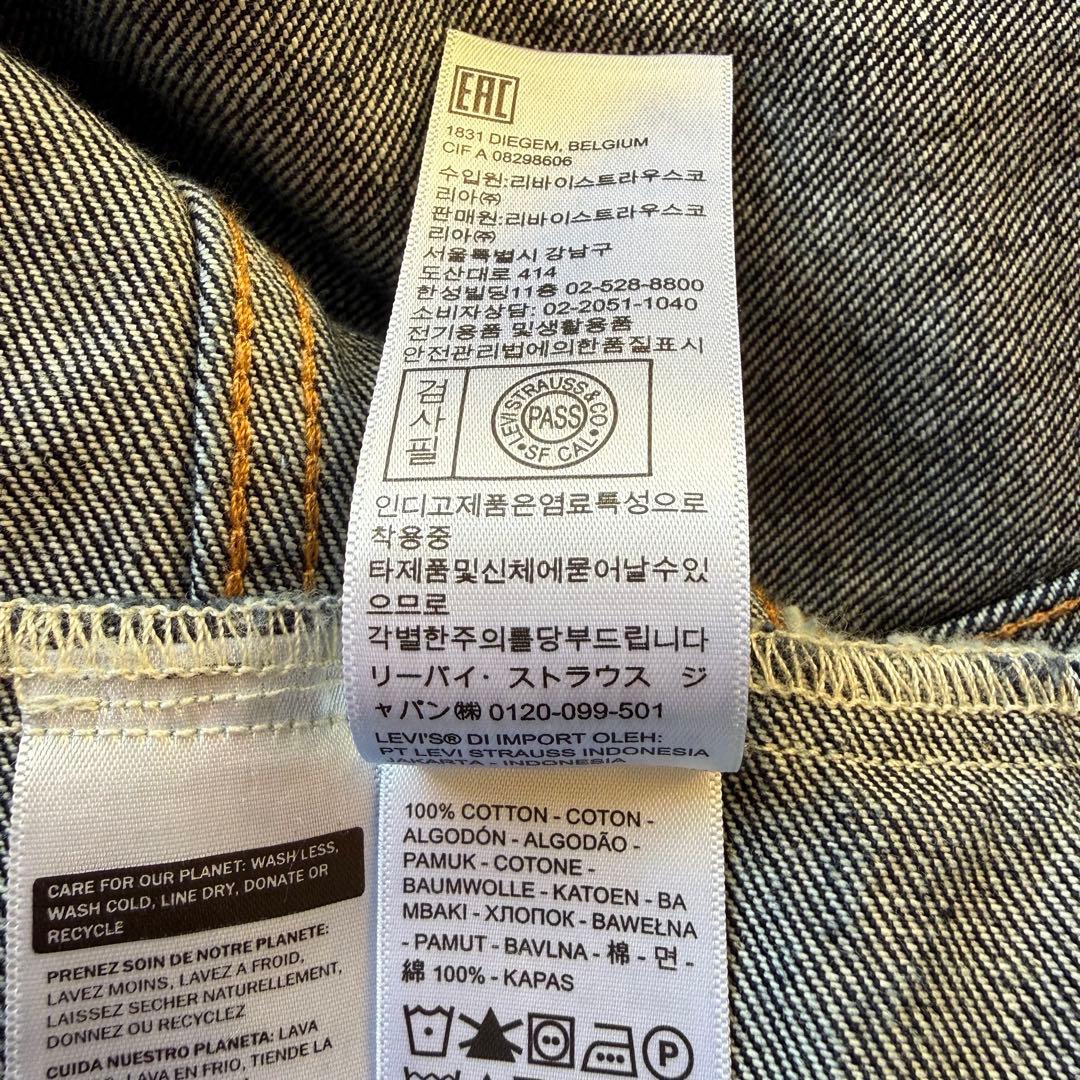 EAC
1831 DIEGEM, BELGIUM
CIF A 08298606
수입원:리바이스트라우스코
리아㈜
판매원:리바이스트라우스코
리아㈜
서울특별시 강남구
도산대로 414
한성빌딩11층 02-528-8800
소비자상담: 02-2051-1040
전기용품 및생활용품
안전관리법에의한품질표시
검사필
LEVI STRAUSS & CO
PASS
SF CAL
인디고제품은염료특성으로
착용중
타제품및신체에묻어날수있
으므로
각별한주의를당부드립니다
リーバイ・ストラウス ジ
ャパン㈱ 0120-099-501
LEVI'S® DI IMPORT OLEH:
PT LEVI STRAUSS INDONESIA
JAKARTA - INDONESIA
100% COTTON - COTON -
ALGODÓN - ALGODÃO -
PAMUK - COTONE -
BAUMWOLLE - KATOEN - BA
MBAKI - ХЛОПОК - BAWEŁNA
- PAMUT - BAVLNA - 棉 - 면 -
綿 100% - KAPAS
P
CARE FOR OUR PLANET: WASH LESS,
WASH COLD, LINE DRY, DONATE OR
RECYCLE
PRENEZ SOIN DE NOTRE PLANETE:
LAVEZ MOINS, LAVEZ A FROID,
LAISSEZ SECHER NATURELLEMENT,
DONNEZ OU RECYCLEZ
CUIDA NUESTRO PLANETA: LAVA
LAVA EN FRIO, TIENDE LA